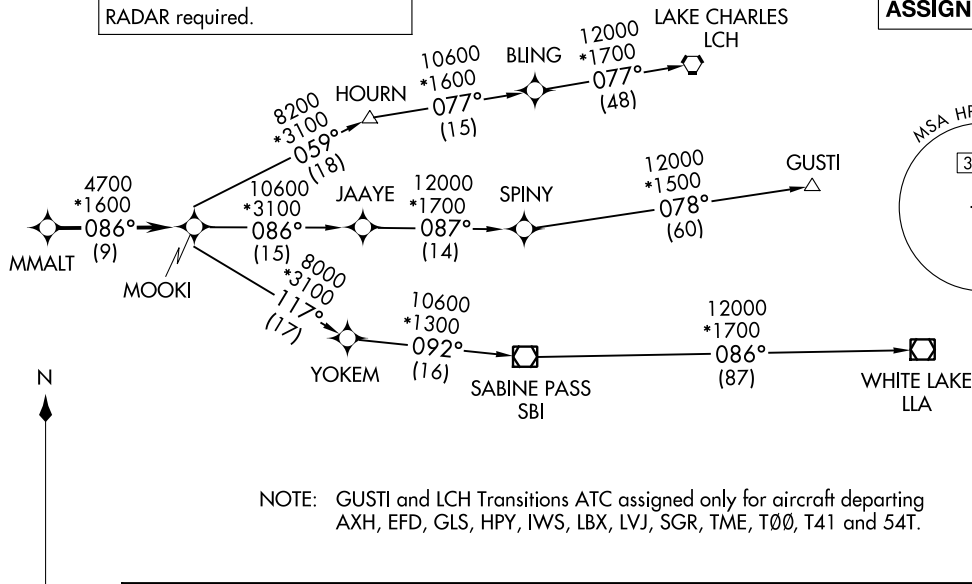 RADAR required.
ASSIGN
LAKE CHARLES
LCH
12000
*1700
077°
(48)
BLING
10600
*1600
077°
(15)
HOURN
8200
*3100
059°
(18)
MSA HP
3
4700
*1600
086°
(9)
MMALT
MOOKI
10600
*3100
086°
(15)
JAAYE
12000
*1700
087°
(14)
SPINY
12000
*1500
078°
(60)
GUSTI
8000
*3100
117°
(17)
YOKEM
10600
*1300
092°
(16)
SABINE PASS
SBI
12000
*1700
086°
(87)
WHITE LAKE
LLA
N
NOTE: GUSTI and LCH Transitions ATC assigned only for aircraft departing
AXH, EFD, GLS, HPY, IWS, LBX, LVJ, SGR, TME, TØØ, T41 and 54T.